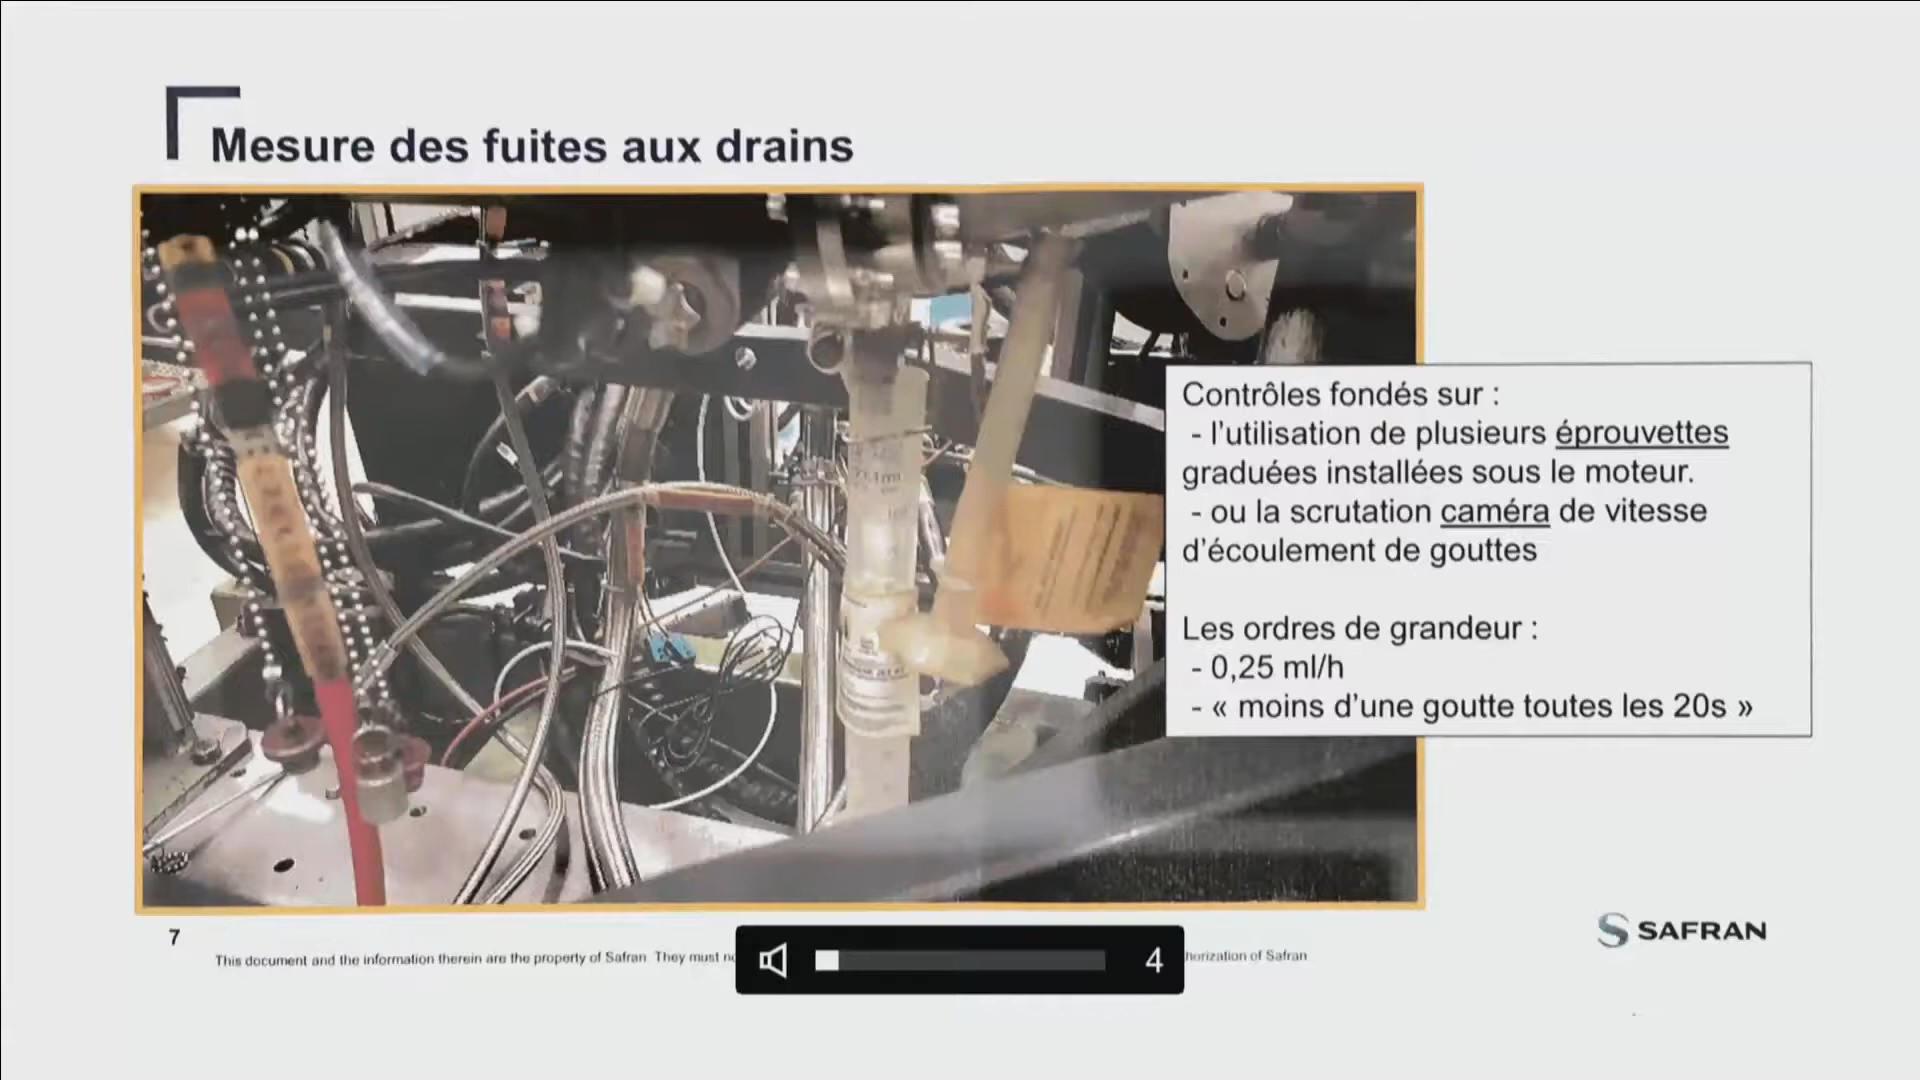 Mesure des fuites aux drains
Contrôles fondés sur :
- l'utilisation de plusieurs éprouvettes
graduées installées sous le moteur.
- ou la scrutation caméra de vitesse
d'écoulement de gouttes
Les ordres de grandeur :
- 0,25 ml/h
- « moins d'une goutte toutes les 20s »
7
This document and the information therein are the property of Safran. They must
horization of Safran
4
SAFRAN